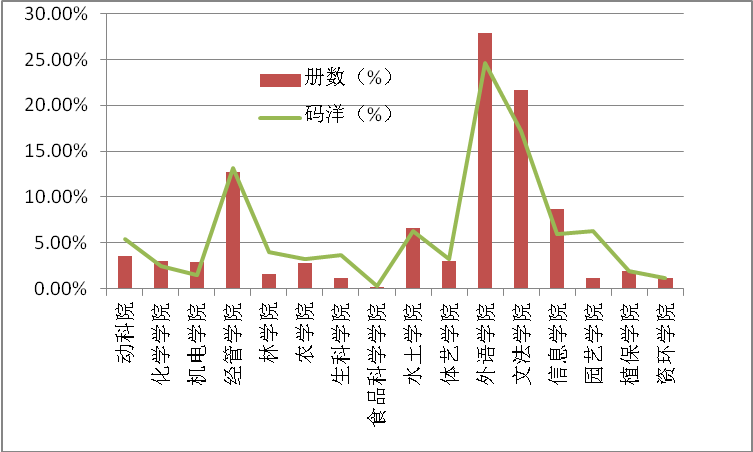 30.00%
25.00%
20.00%
15.00%
10.00%
5.00%
0.00%
册数（%）
码洋（%）
动科院
化学学院
机电学院
经管学院
林学院
农学院
生科学院
食品科学学院
水土学院
体艺学院
外语学院
文法学院
信息学院
园艺学院
植保学院
资环学院